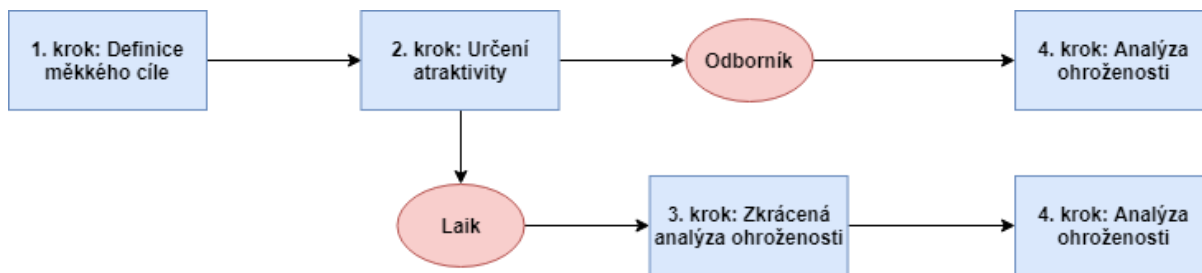 1. krok: Definice
měkkého cíle
2. krok: Určení
atraktivity
Odborník
4. krok: Analýza
ohroženosti
Laik
3. krok: Zkrácená
analýza ohroženosti
4. krok: Analýza
ohroženosti